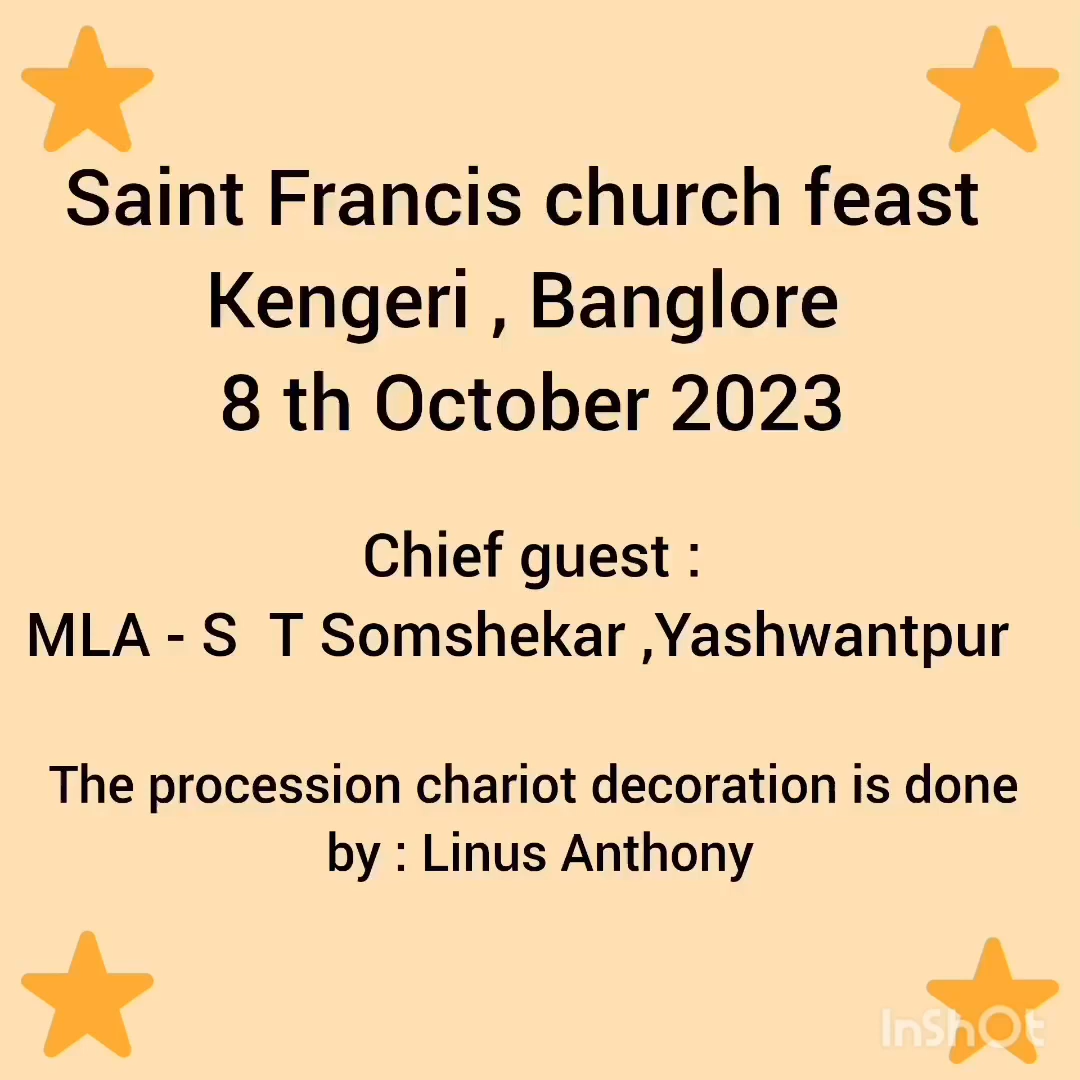 Saint Francis church feast
Kengeri , Banglore
8 th October 2023
Chief guest :
MLA - S T Somshekar ,Yashwantpur
The procession chariot decoration is done
by : Linus Anthony
InShOt